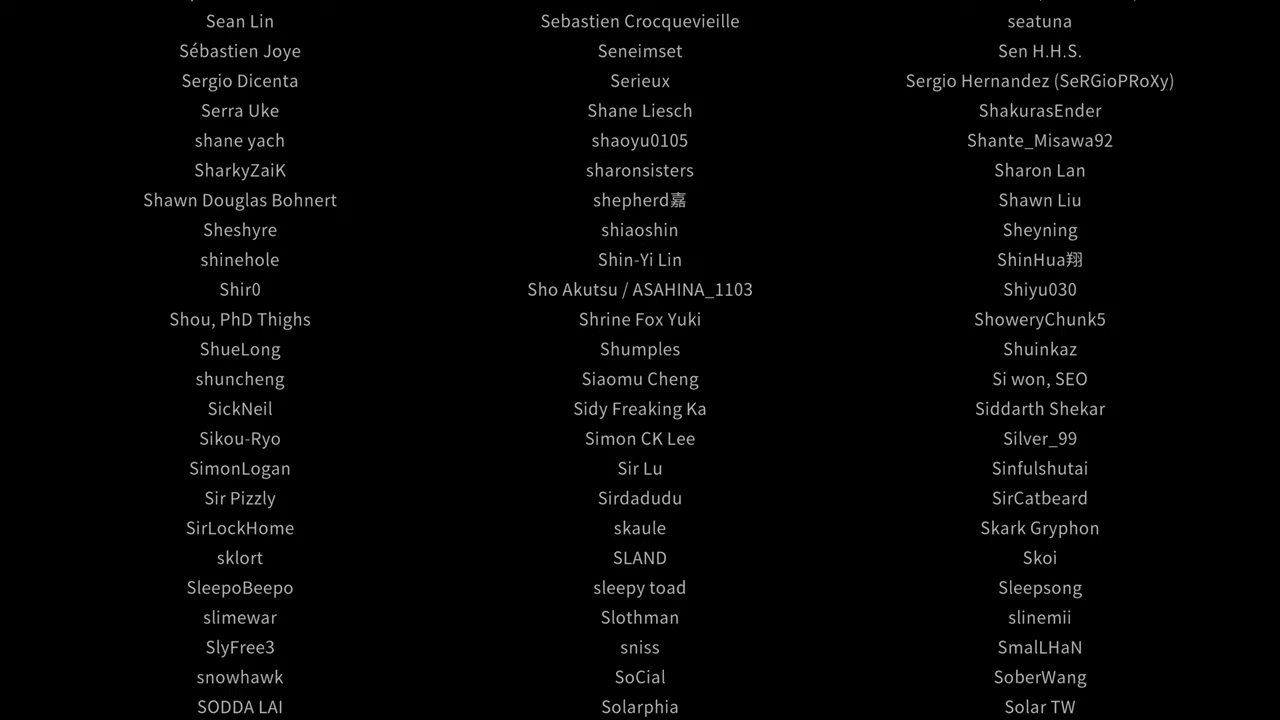 Sean Lin Sebastien Crocquevieille seatuna
Sébastien Joye Seneimset Sen H.H.S.
Sergio Dicenta Serieux Sergio Hernandez (SeRGioPRoXy)
Serra Uke Shane Liesch ShakurasEnder
shane yach shaoyu0105 Shante_Misawa92
SharkyZaiK sharonsisters Sharon Lan
Shawn Douglas Bohnert shepherd嘉 Shawn Liu
Sheshyre shiaoshin Sheyning
shinehole Shin-Yi Lin ShinHua翔
Shir0 Sho Akutsu / ASAHINA_1103 Shiyu030
Shou, PhD Thighs Shrine Fox Yuki ShoweryChunk5
ShueLong Shumples Shuinkaz
shuncheng Siaomu Cheng Si won, SEO
SickNeil Sidy Freaking Ka Siddarth Shekar
Sikou-Ryo Simon CK Lee Silver_99
SimonLogan Sir Lu Sinfulshutai
Sir Pizzly Sirdadudu SirCatbeard
SirLockHome skaule Skark Gryphon
sklort SLAND Skoi
SleepoBeepo sleepy toad Sleepsong
slimewar Slothman slinemii
SlyFree3 sniss SmalLHaN
snowhawk SoCial SoberWang
SODDA LAI Solarphia Solar TW